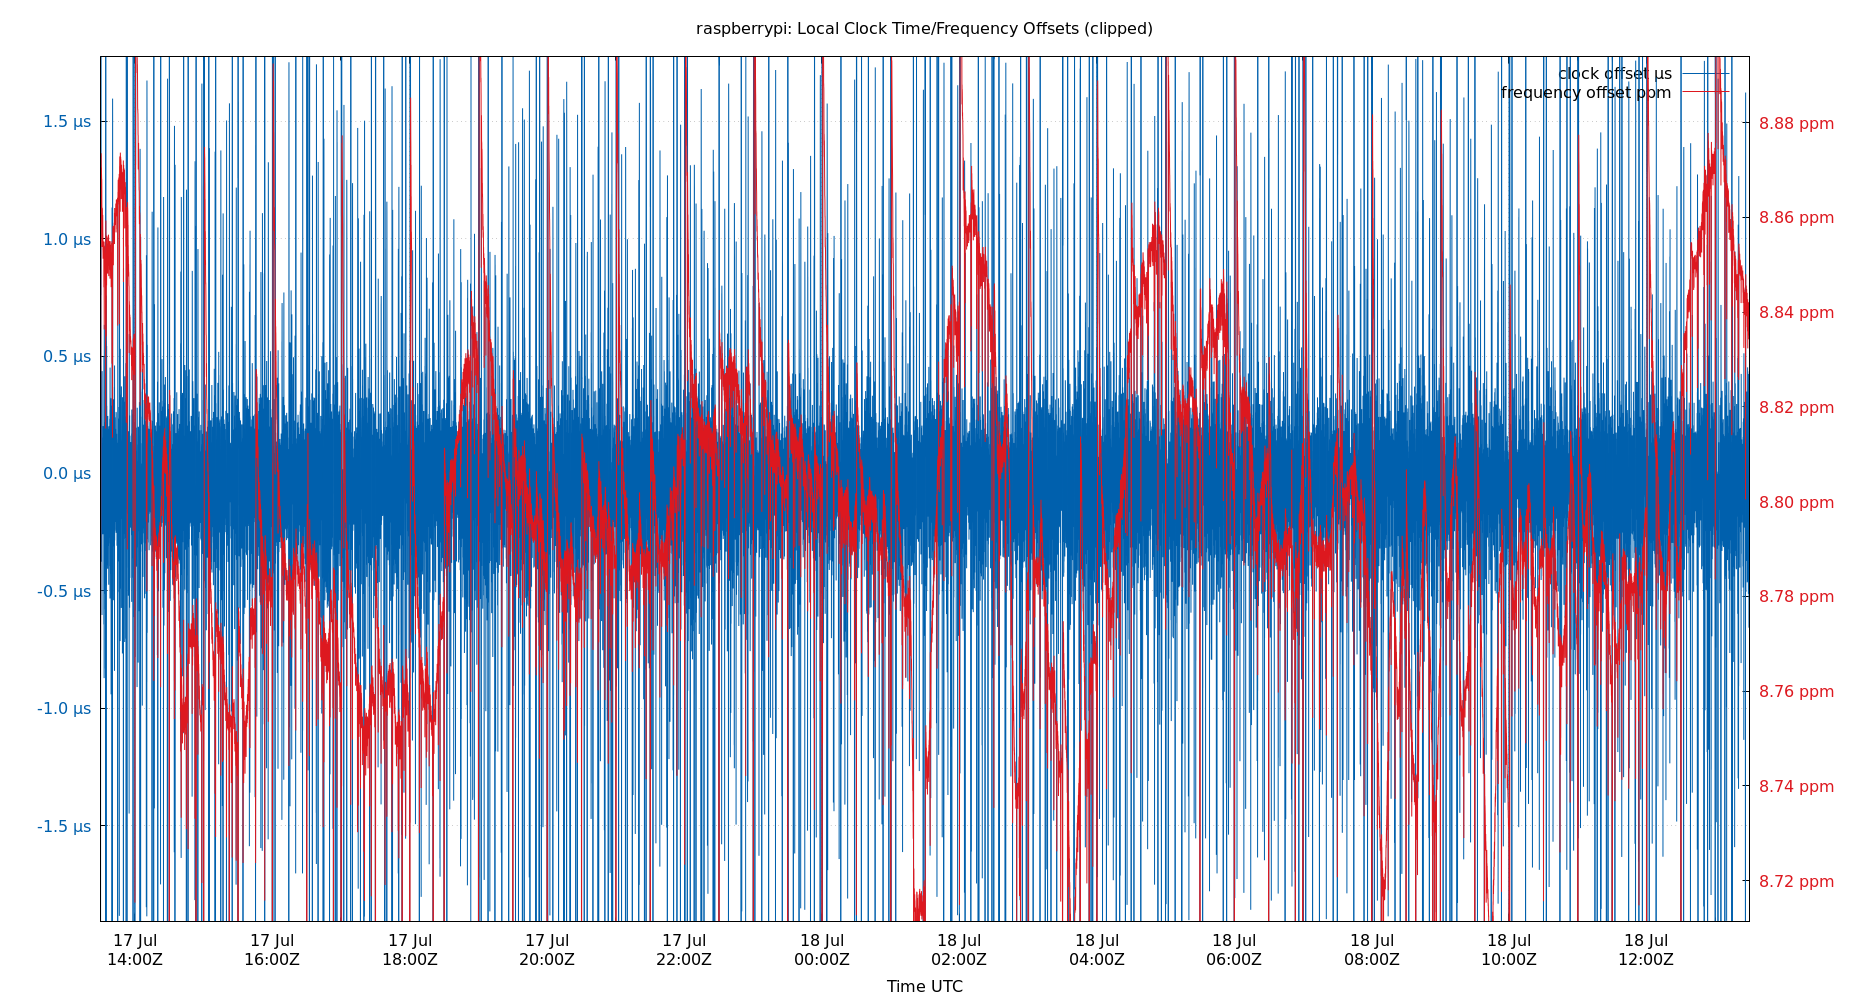 raspberrypi: Local Clock Time/Frequency Offsets (clipped)
clock offset µs
frequency offset ppm
1.5 µs
1.0 µs
0.5 µs
0.0 µs
-0.5 µs
-1.0 µs
-1.5 µs
8.88 ppm
8.86 ppm
8.84 ppm
8.82 ppm
8.80 ppm
8.78 ppm
8.76 ppm
8.74 ppm
8.72 ppm
17 Jul
14:00Z
17 Jul
16:00Z
17 Jul
18:00Z
17 Jul
20:00Z
17 Jul
22:00Z
18 Jul
00:00Z
18 Jul
02:00Z
18 Jul
04:00Z
18 Jul
06:00Z
18 Jul
08:00Z
18 Jul
10:00Z
18 Jul
12:00Z
Time UTC